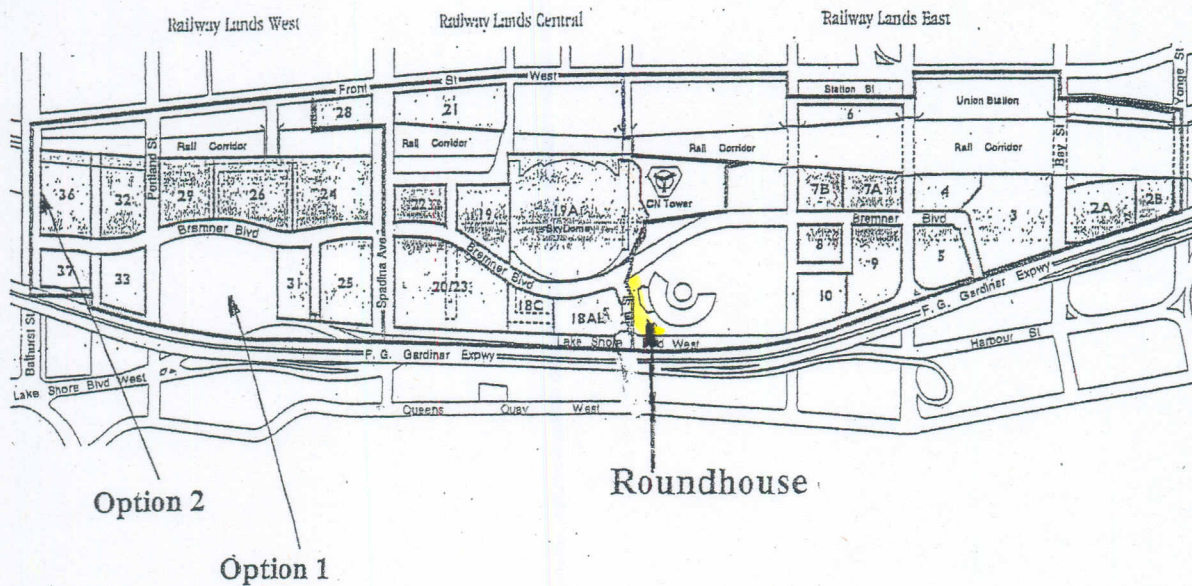 Railway Lands West
Railway Lands Central
Railway Lands East
Front St West
Station St
Union Station
Yonge St
28
21
6
1
Rail Corridor
Rail Corridor
Rail Corridor
Rail Corridor
Bay St
Portland St
36
32
29
26
24
22
19
19A
SkyDome
CN Tower
7B
7A
4
3
2A
2B
Bremner Blvd
Bremner Blvd
Bremner Blvd
8
9
5
37
33
31
25
Spadina Ave
20/23
18C
18AB
10
Bathurst St
Lake Shore Blvd West
F. G. Gardiner Expwy
F. G. Gardiner Expwy
Harbour St
Lake Shore Blvd West
Queens Quay West
Roundhouse
Option 2
Option 1